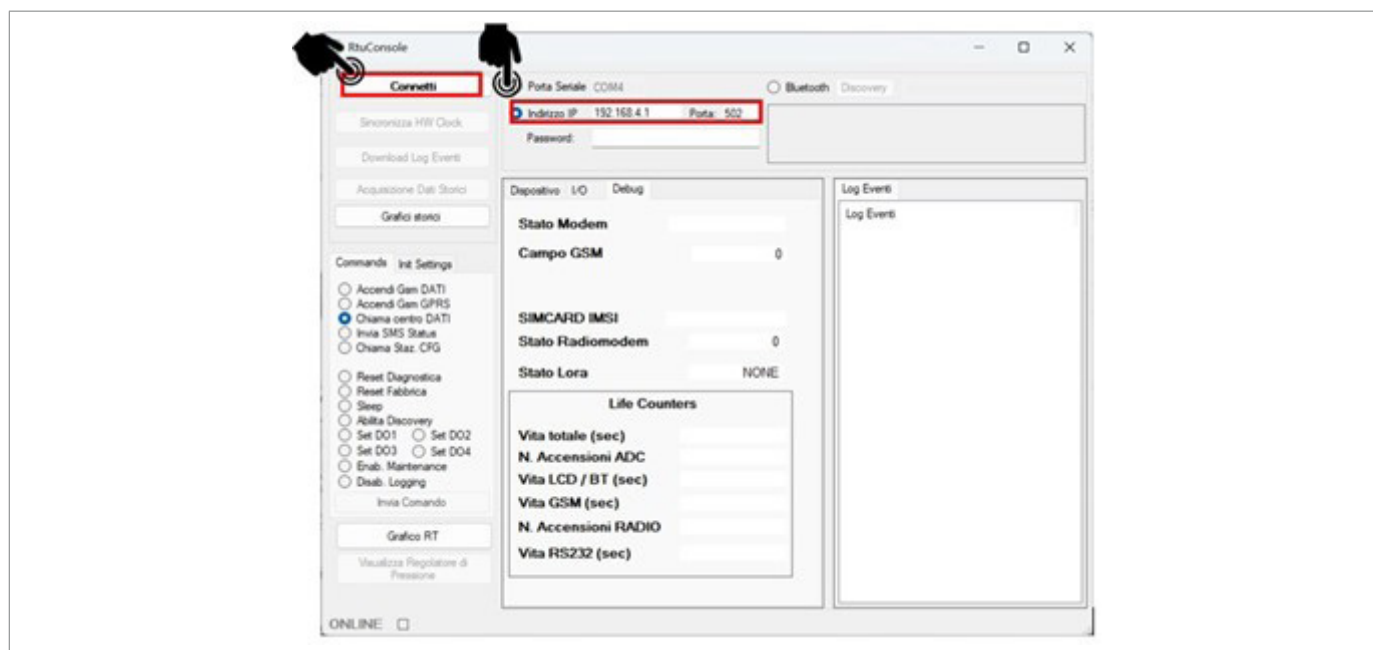 RtuConsole
Connetti
Porta Seriale COM4
Bluetooth Discovery
Sincronizza HW Clock
Indirizzo IP 192.168.4.1 Porta: 502
Password:
Download Log Eventi
Acquisizione Dati Storici
Grafici storici
Dispositivo I/O Debug
Stato Modem
Campo GSM 0
SIMCARD IMSI
Stato Radiomodem 0
Stato Lora NONE
Life Counters
Vita totale (sec)
N. Accensioni ADC
Vita LCD / BT (sec)
Vita GSM (sec)
N. Accensioni RADIO
Vita RS232 (sec)
Log Eventi
Log Eventi
Commands Init Settings
Accendi Gsm DATI
Accendi Gsm GPRS
Chiama centro DATI
Invia SMS Status
Chiama Staz. CFG
Reset Diagnostica
Reset Fabbrica
Sleep
Abilita Discovery
Set DO1 Set DO2
Set DO3 Set DO4
Enab. Maintenance
Disab. Logging
Invia Comando
Grafico RT
Visualizza Regolatore di
Pressione
ONLINE